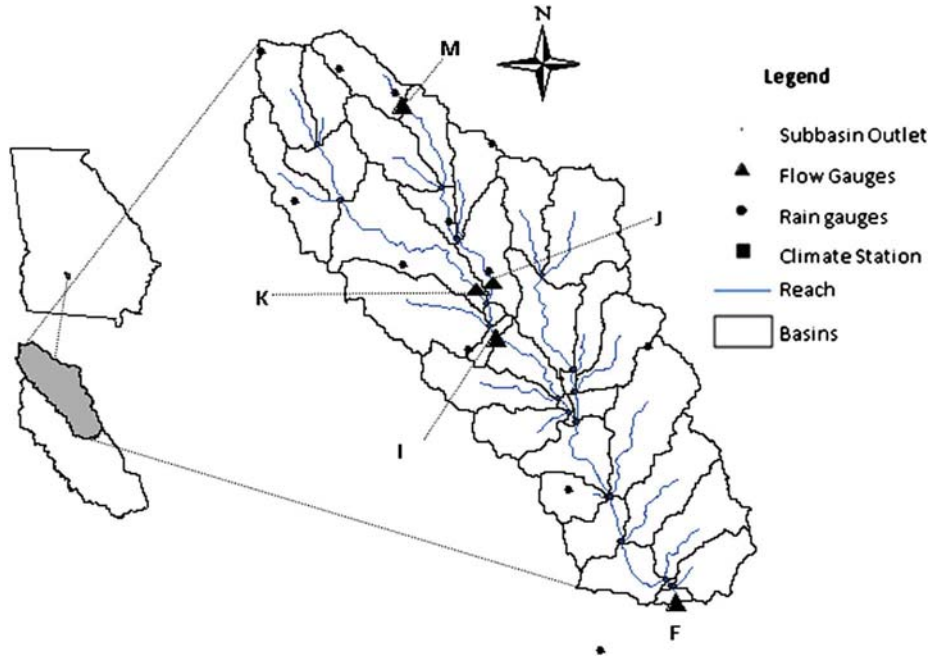 N
M
Legend
Subbasin Outlet
Flow Gauges
Rain gauges
Climate Station
Reach
Basins
J
K
I
F